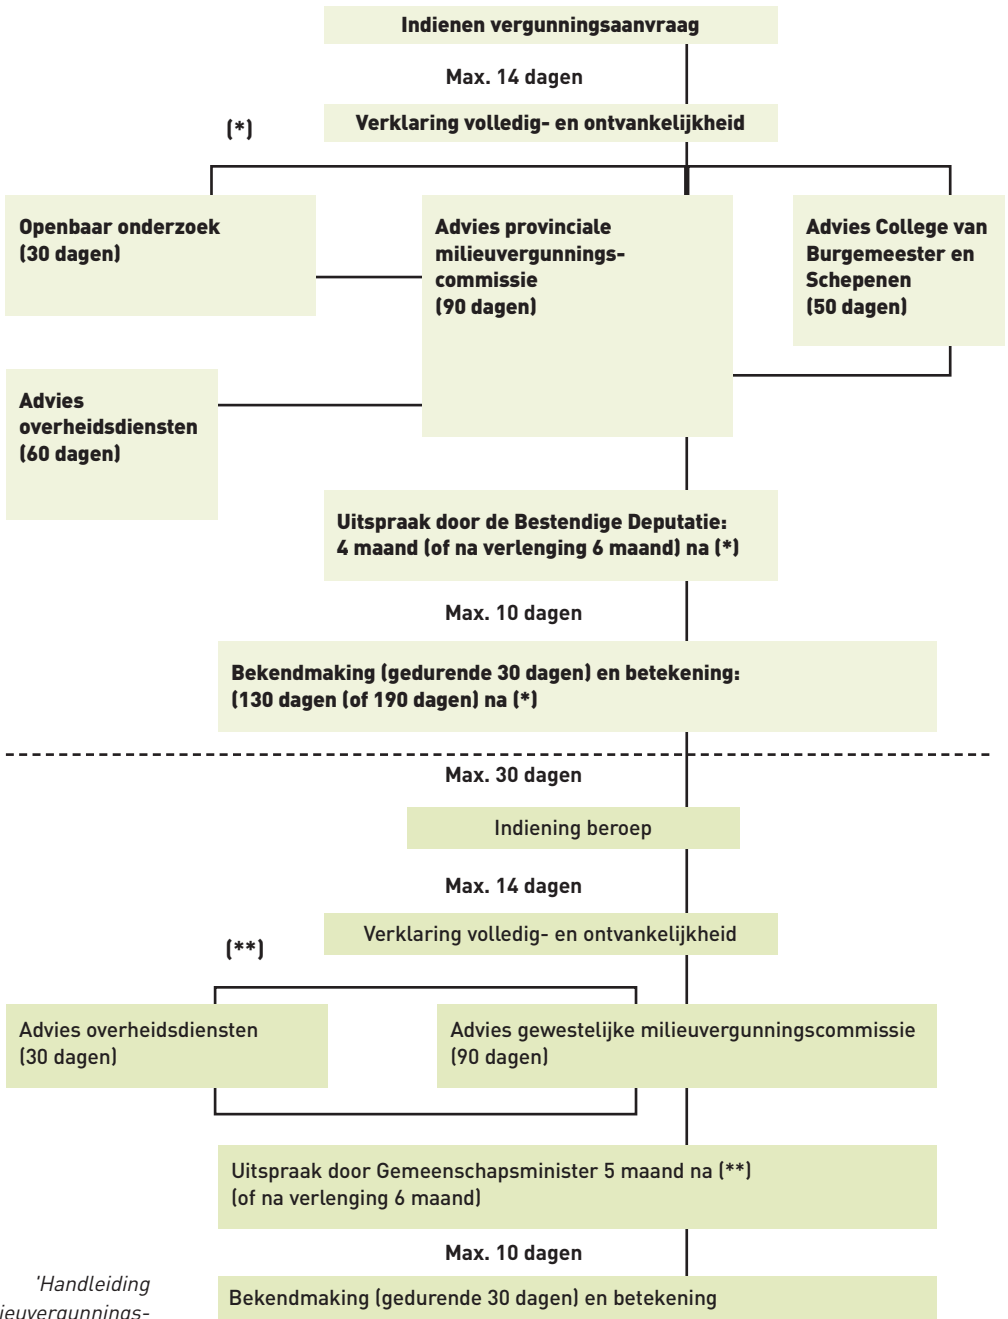 Indienen vergunningsaanvraag
Max. 14 dagen
(*)
Verklaring volledig- en ontvankelijkheid
Openbaar onderzoek
(30 dagen)
Advies provinciale
milieuvergunnings-
commissie
(90 dagen)
Advies College van
Burgemeester en
Schepenen
(50 dagen)
Advies
overheidsdiensten
(60 dagen)
Uitspraak door de Bestendige Deputatie:
4 maand (of na verlenging 6 maand) na (*)
Max. 10 dagen
Bekendmaking (gedurende 30 dagen) en betekening:
(130 dagen (of 190 dagen) na (*)
Max. 30 dagen
Indiening beroep
Max. 14 dagen
Verklaring volledig- en ontvankelijkheid
(**)
Advies overheidsdiensten
(30 dagen)
Advies gewestelijke milieuvergunningscommissie
(90 dagen)
Uitspraak door Gemeenschapsminister 5 maand na (**)
(of na verlenging 6 maand)
Max. 10 dagen
'Handleiding
Bekendmaking (gedurende 30 dagen) en betekening